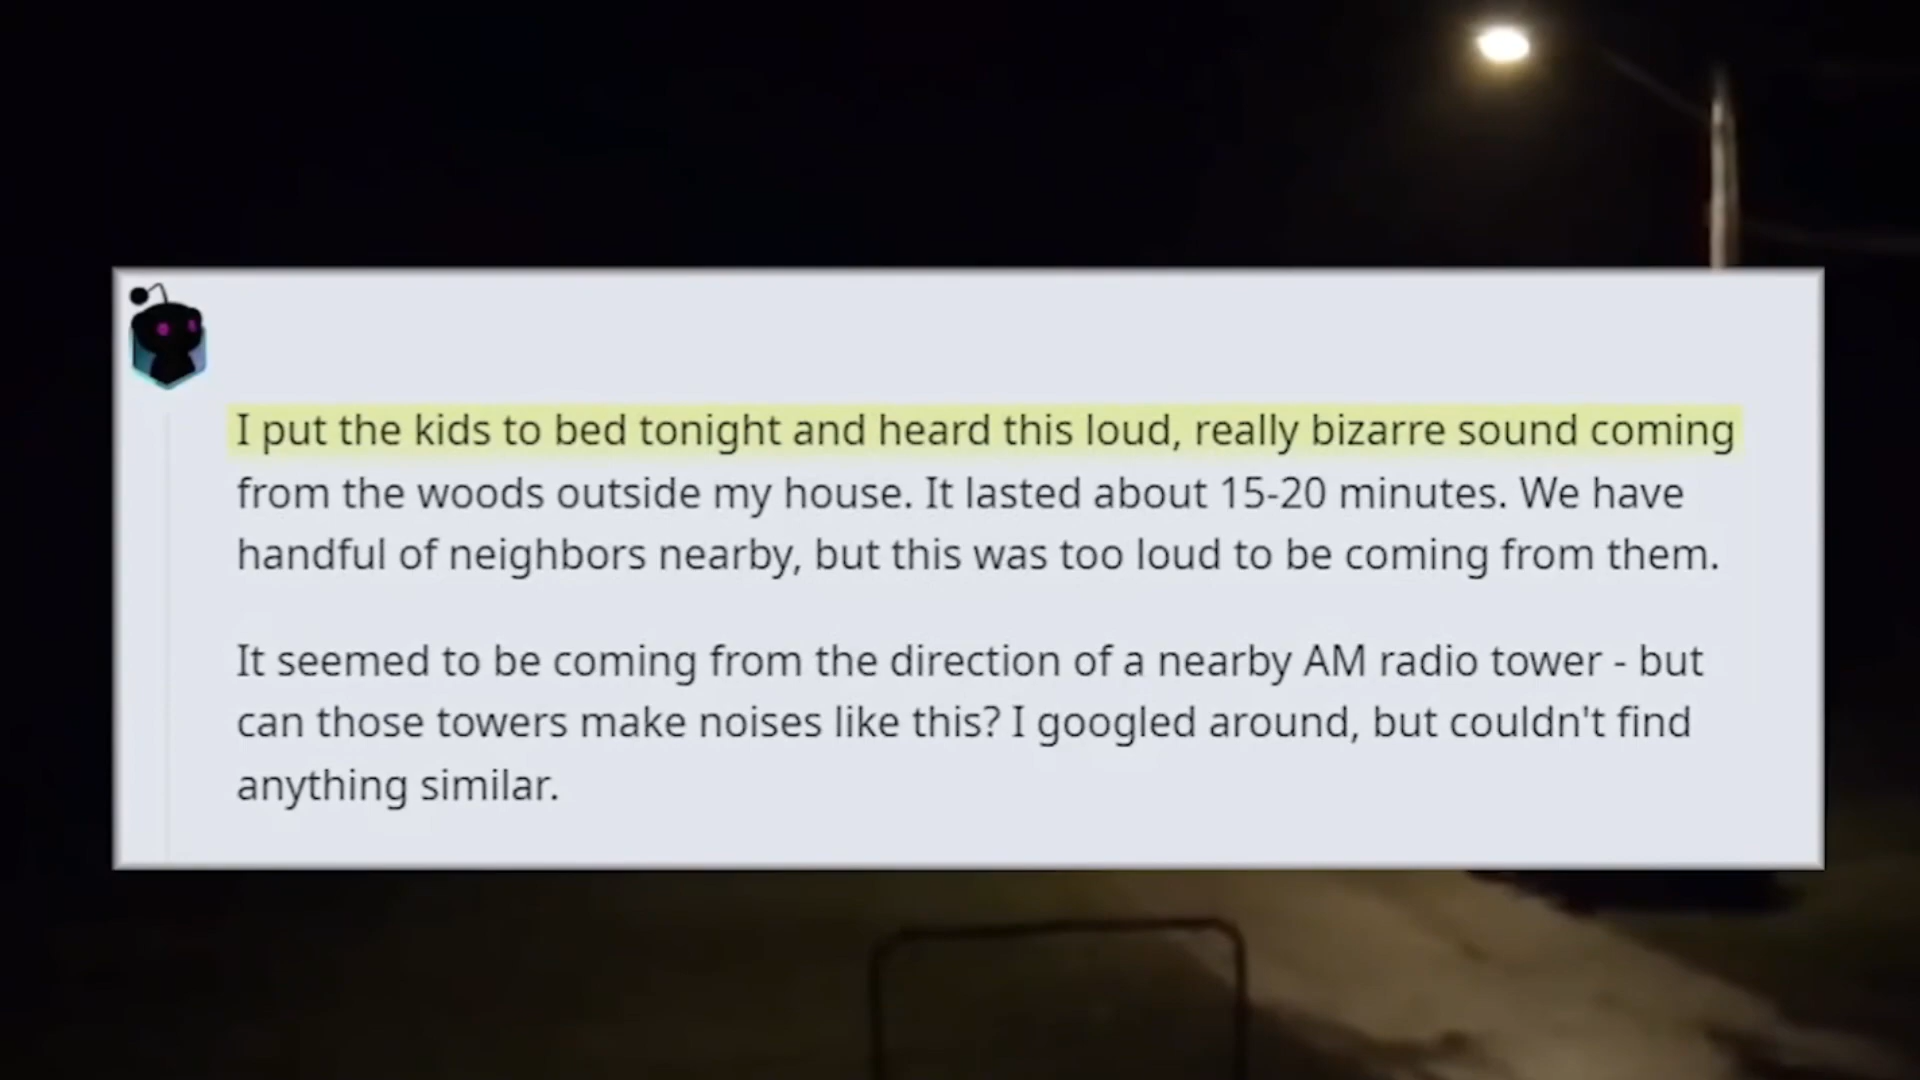 I put the kids to bed tonight and heard this loud, really bizarre sound coming
from the woods outside my house. It lasted about 15-20 minutes. We have
handful of neighbors nearby, but this was too loud to be coming from them.
It seemed to be coming from the direction of a nearby AM radio tower - but
can those towers make noises like this? I googled around, but couldn't find
anything similar.